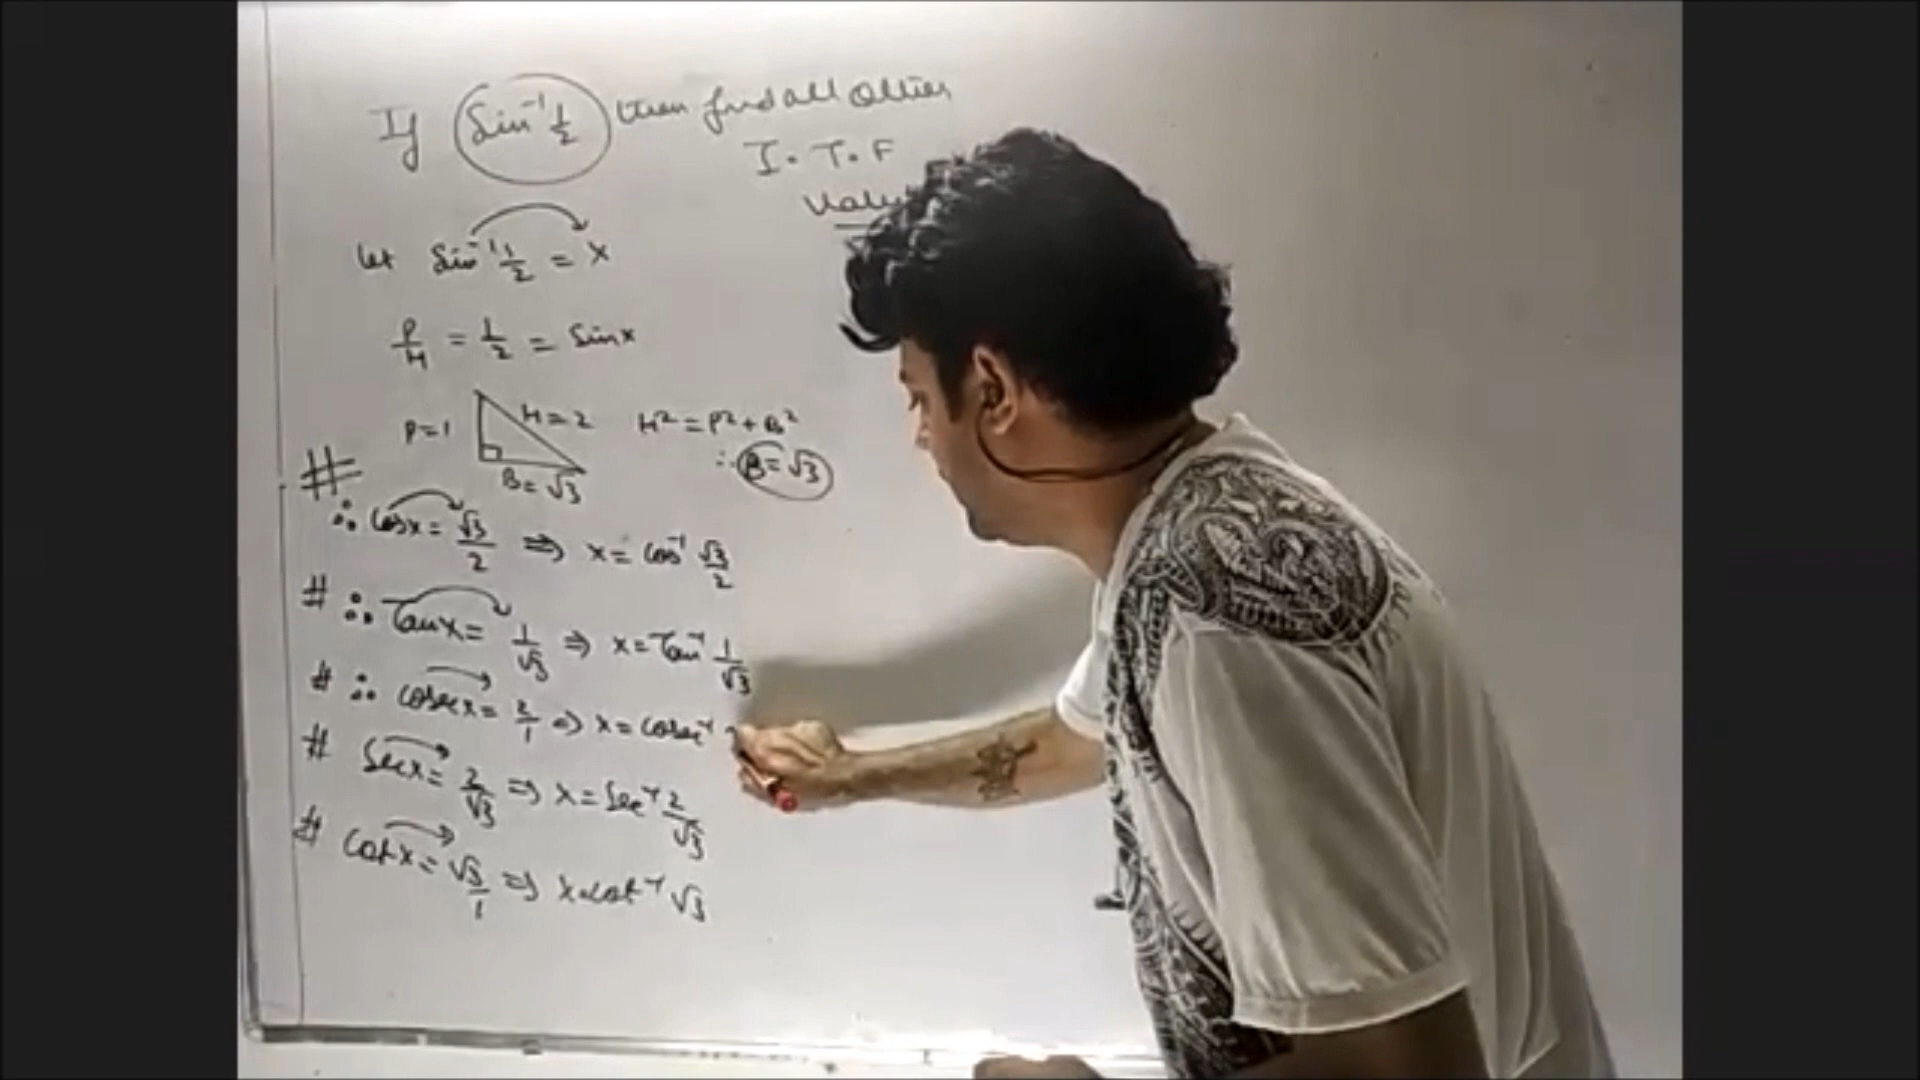 If Sin⁻¹ 1/2 then find all other
I.T.F
Value
let Sin⁻¹ 1/2 = x
P/H = 1/2 = Sinx
P=1 H=2 H² = P² + B²
∴ B = √3
B = √3
#
∴ Cosx = √3/2 ⇒ x = cos⁻¹ √3/2
# ∴ Tanx = 1/√3 ⇒ x = Tan⁻¹ 1/√3
# ∴ Cosecx = 2/1 ⇒ x = Cosec⁻¹
# Secx = 2/√3 ⇒ x = Sec⁻¹ 2/√3
# Cotx = √3/1 ⇒ x = cot⁻¹ √3